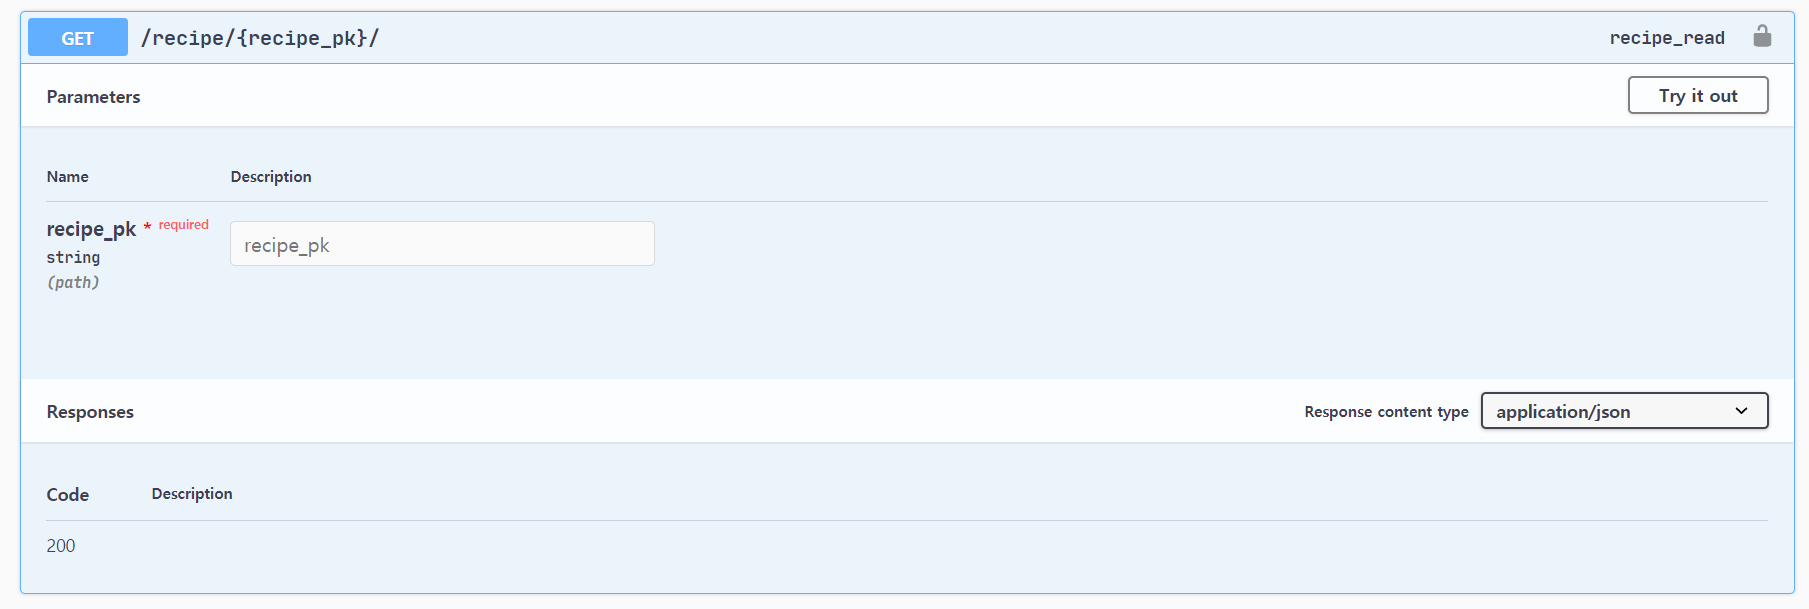 GET /recipe/{recipe_pk}/ recipe_read
Parameters Try it out
Name Description
recipe_pk * required recipe_pk
string
(path)
Responses Response content type application/json
Code Description
200